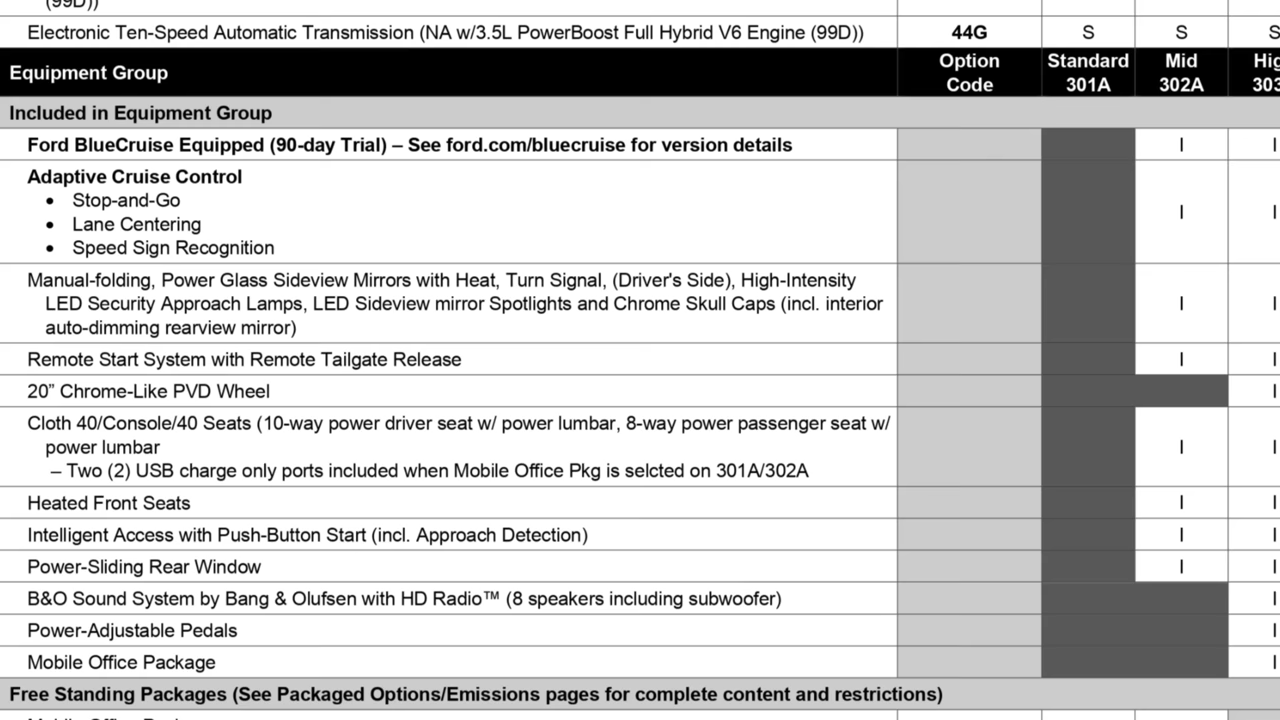 (99D))
Electronic Ten-Speed Automatic Transmission (NA w/3.5L PowerBoost Full Hybrid V6 Engine (99D)) 44G S S S
Equipment Group Option Code Standard 301A Mid 302A Hig 303
Included in Equipment Group
Ford BlueCruise Equipped (90-day Trial) – See ford.com/bluecruise for version details I I
Adaptive Cruise Control
• Stop-and-Go
• Lane Centering I I
• Speed Sign Recognition
Manual-folding, Power Glass Sideview Mirrors with Heat, Turn Signal, (Driver's Side), High-Intensity
LED Security Approach Lamps, LED Sideview mirror Spotlights and Chrome Skull Caps (incl. interior I I
auto-dimming rearview mirror)
Remote Start System with Remote Tailgate Release I I
20” Chrome-Like PVD Wheel I
Cloth 40/Console/40 Seats (10-way power driver seat w/ power lumbar, 8-way power passenger seat w/
power lumbar I I
– Two (2) USB charge only ports included when Mobile Office Pkg is selcted on 301A/302A
Heated Front Seats I I
Intelligent Access with Push-Button Start (incl. Approach Detection) I I
Power-Sliding Rear Window I I
B&O Sound System by Bang & Olufsen with HD Radio™ (8 speakers including subwoofer) I
Power-Adjustable Pedals I
Mobile Office Package I
Free Standing Packages (See Packaged Options/Emissions pages for complete content and restrictions)